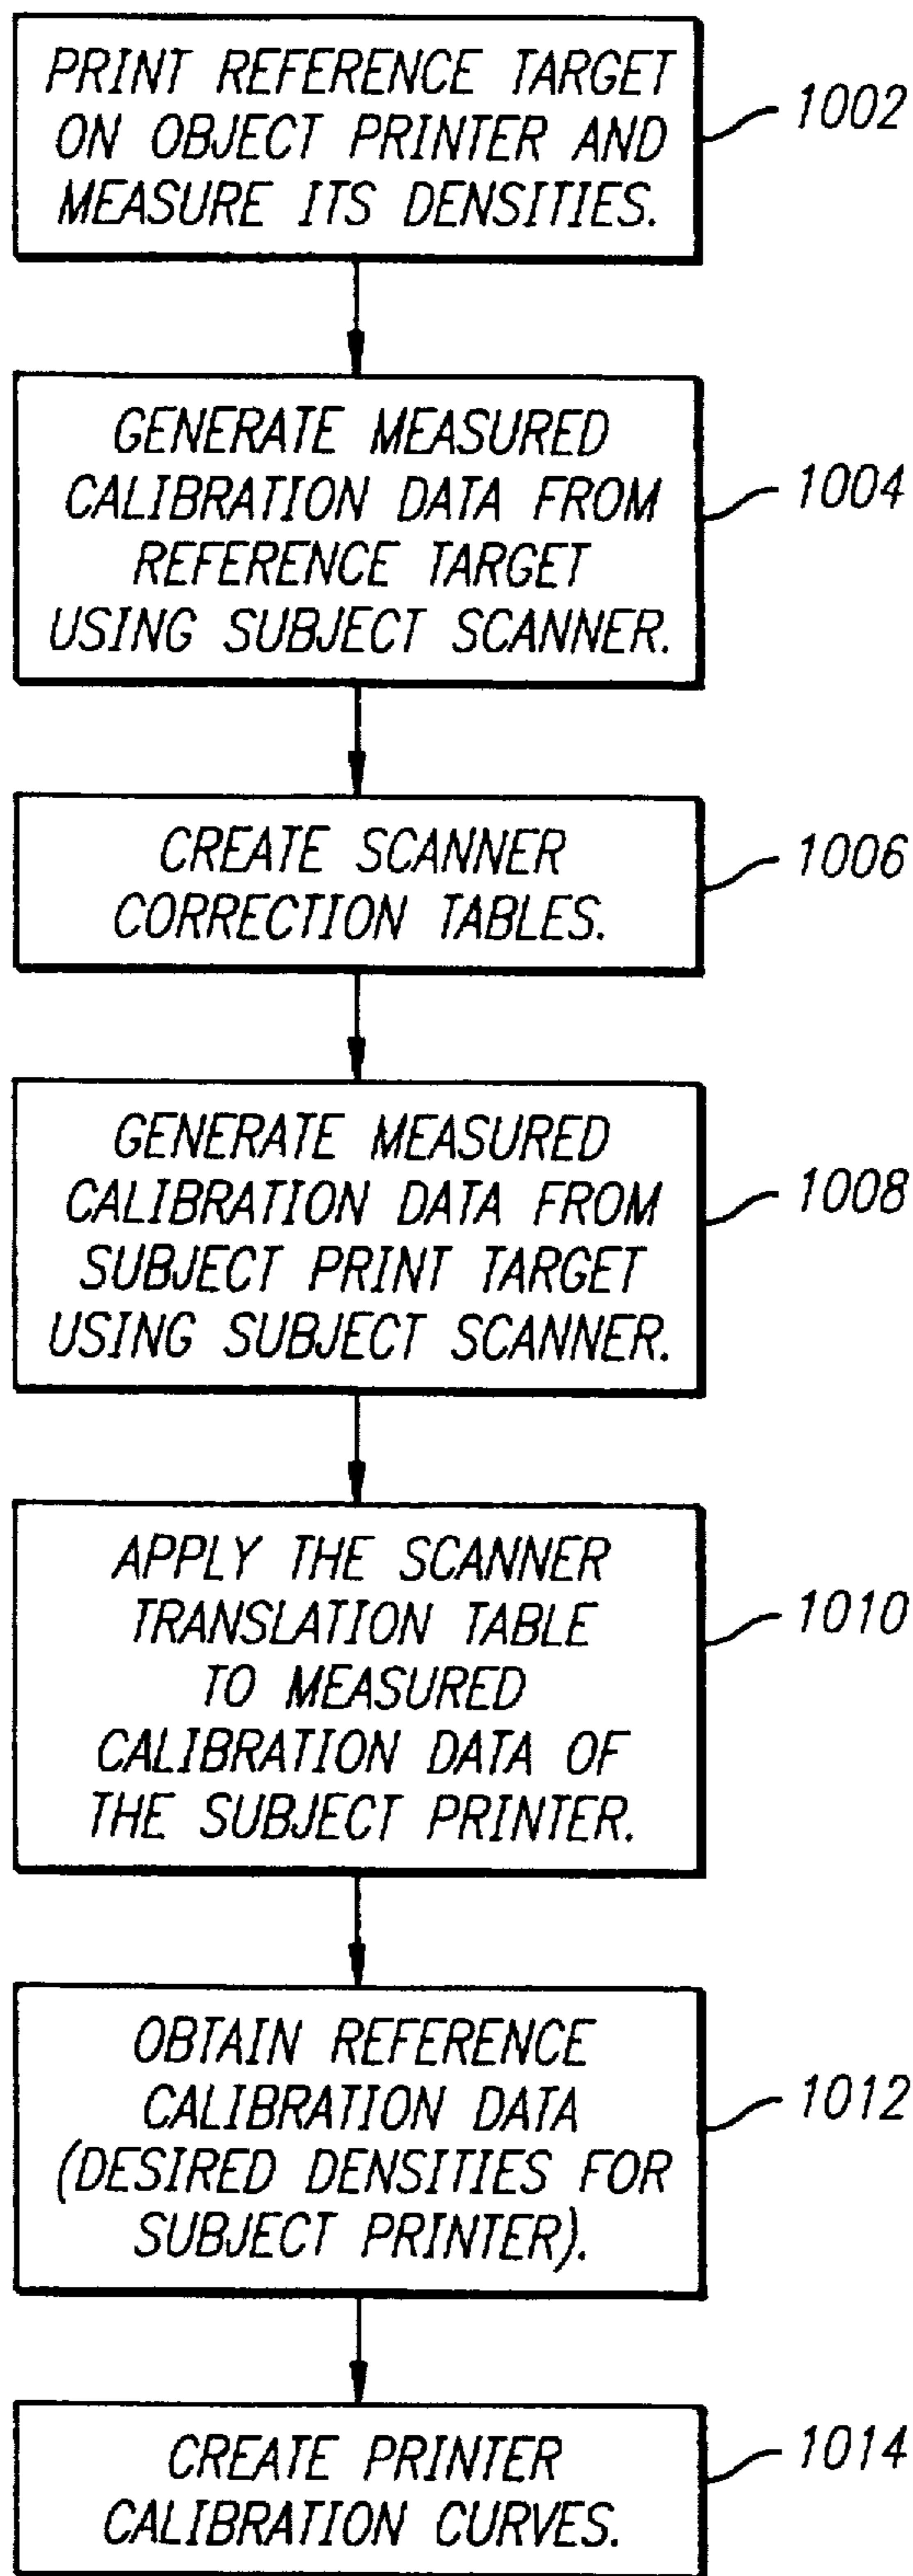 PRINT REFERENCE TARGET
ON OBJECT PRINTER AND
MEASURE ITS DENSITIES.
1002
GENERATE MEASURED
CALIBRATION DATA FROM
REFERENCE TARGET
USING SUBJECT SCANNER.
1004
CREATE SCANNER
CORRECTION TABLES.
1006
GENERATE MEASURED
CALIBRATION DATA FROM
SUBJECT PRINT TARGET
USING SUBJECT SCANNER.
1008
APPLY THE SCANNER
TRANSLATION TABLE
TO MEASURED
CALIBRATION DATA OF
THE SUBJECT PRINTER.
1010
OBTAIN REFERENCE
CALIBRATION DATA
(DESIRED DENSITIES FOR
SUBJECT PRINTER).
1012
CREATE PRINTER
CALIBRATION CURVES.
1014